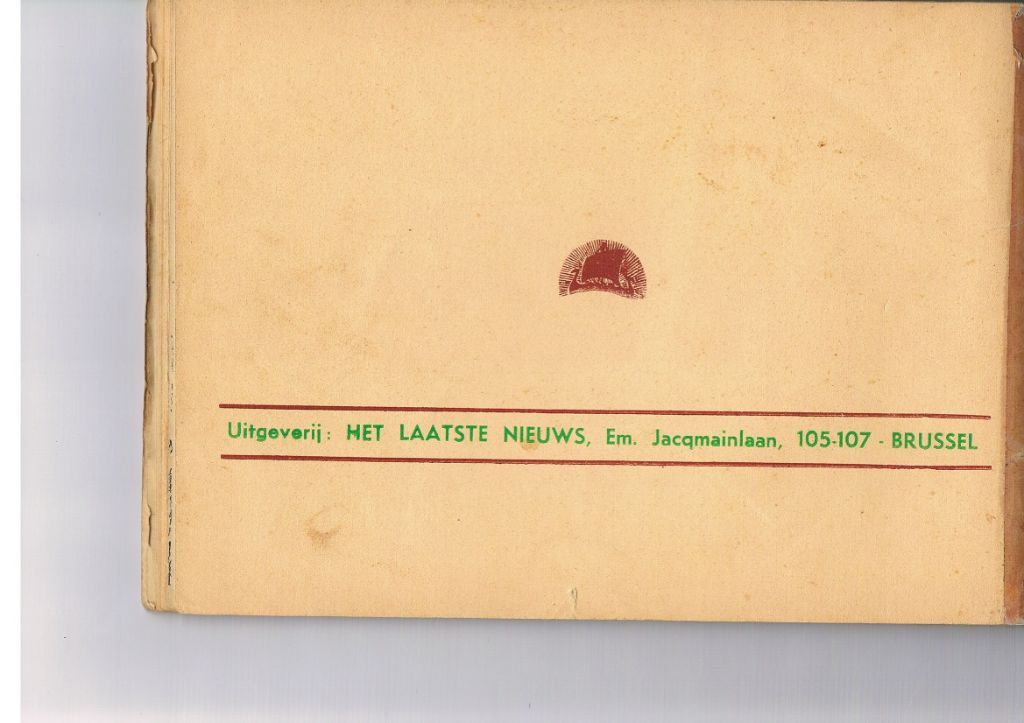 Uitgeverij: HET LAATSTE NIEUWS, Em. Jacqmainlaan, 105-107 - BRUSSEL